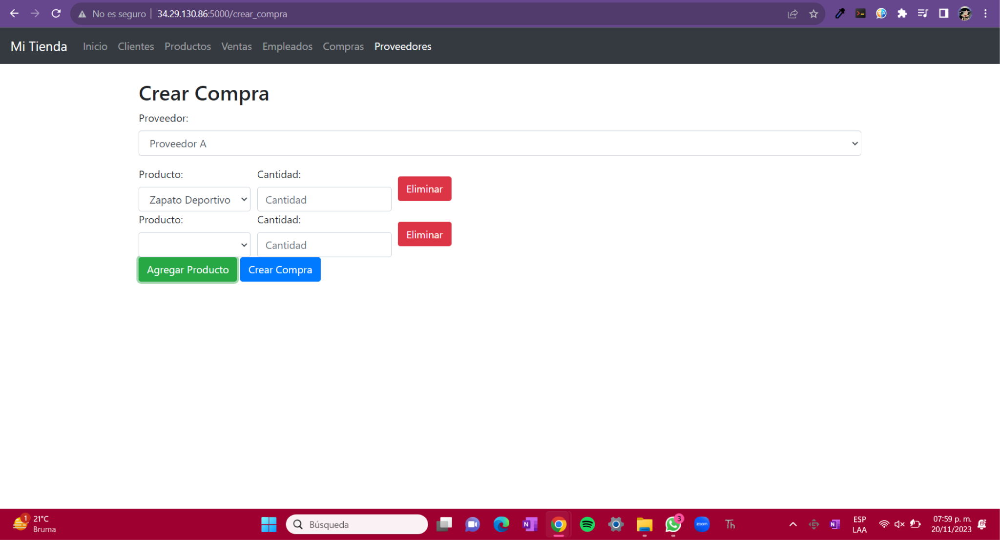 No es seguro 34.29.130.86:5000/crear_compra
Mi Tienda Inicio Clientes Productos Ventas Empleados Compras Proveedores
Crear Compra
Proveedor:
Proveedor A
Producto: Cantidad:
Zapato Deportivo Cantidad Eliminar
Producto: Cantidad:
Cantidad Eliminar
Agregar Producto Crear Compra
1 21°C
Bruma
Búsqueda
N
3
zoom
Th
N
ESP
LAA
07:59 p. m.
20/11/2023